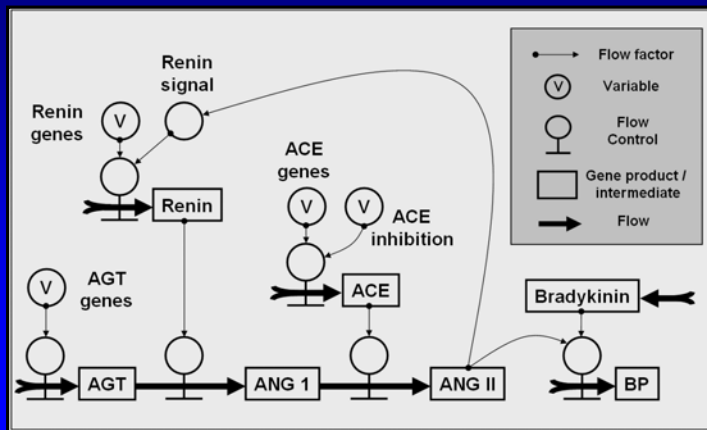 Renin
signal
Renin
genes
V
Renin
ACE
genes
V
V
ACE
inhibition
ACE
AGT
genes
V
AGT
ANG 1
ANG II
Bradykinin
BP
Flow factor
V
Variable
Flow
Control
Gene product /
intermediate
Flow